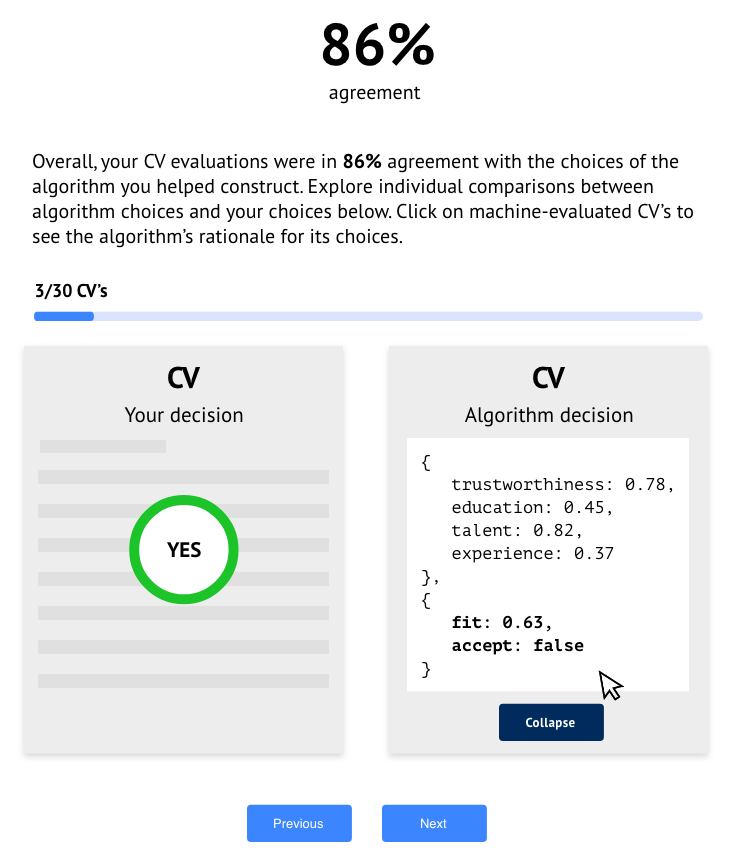 86%
agreement
Overall, your CV evaluations were in 86% agreement with the choices of the
algorithm you helped construct. Explore individual comparisons between
algorithm choices and your choices below. Click on machine-evaluated CV's to
see the algorithm's rationale for its choices.
3/30 CV's
CV
Your decision
YES
CV
Algorithm decision
{
trustworthiness: 0.78,
education: 0.45,
talent: 0.82,
experience: 0.37
},
{
fit: 0.63,
accept: false
}
Collapse
Previous
Next